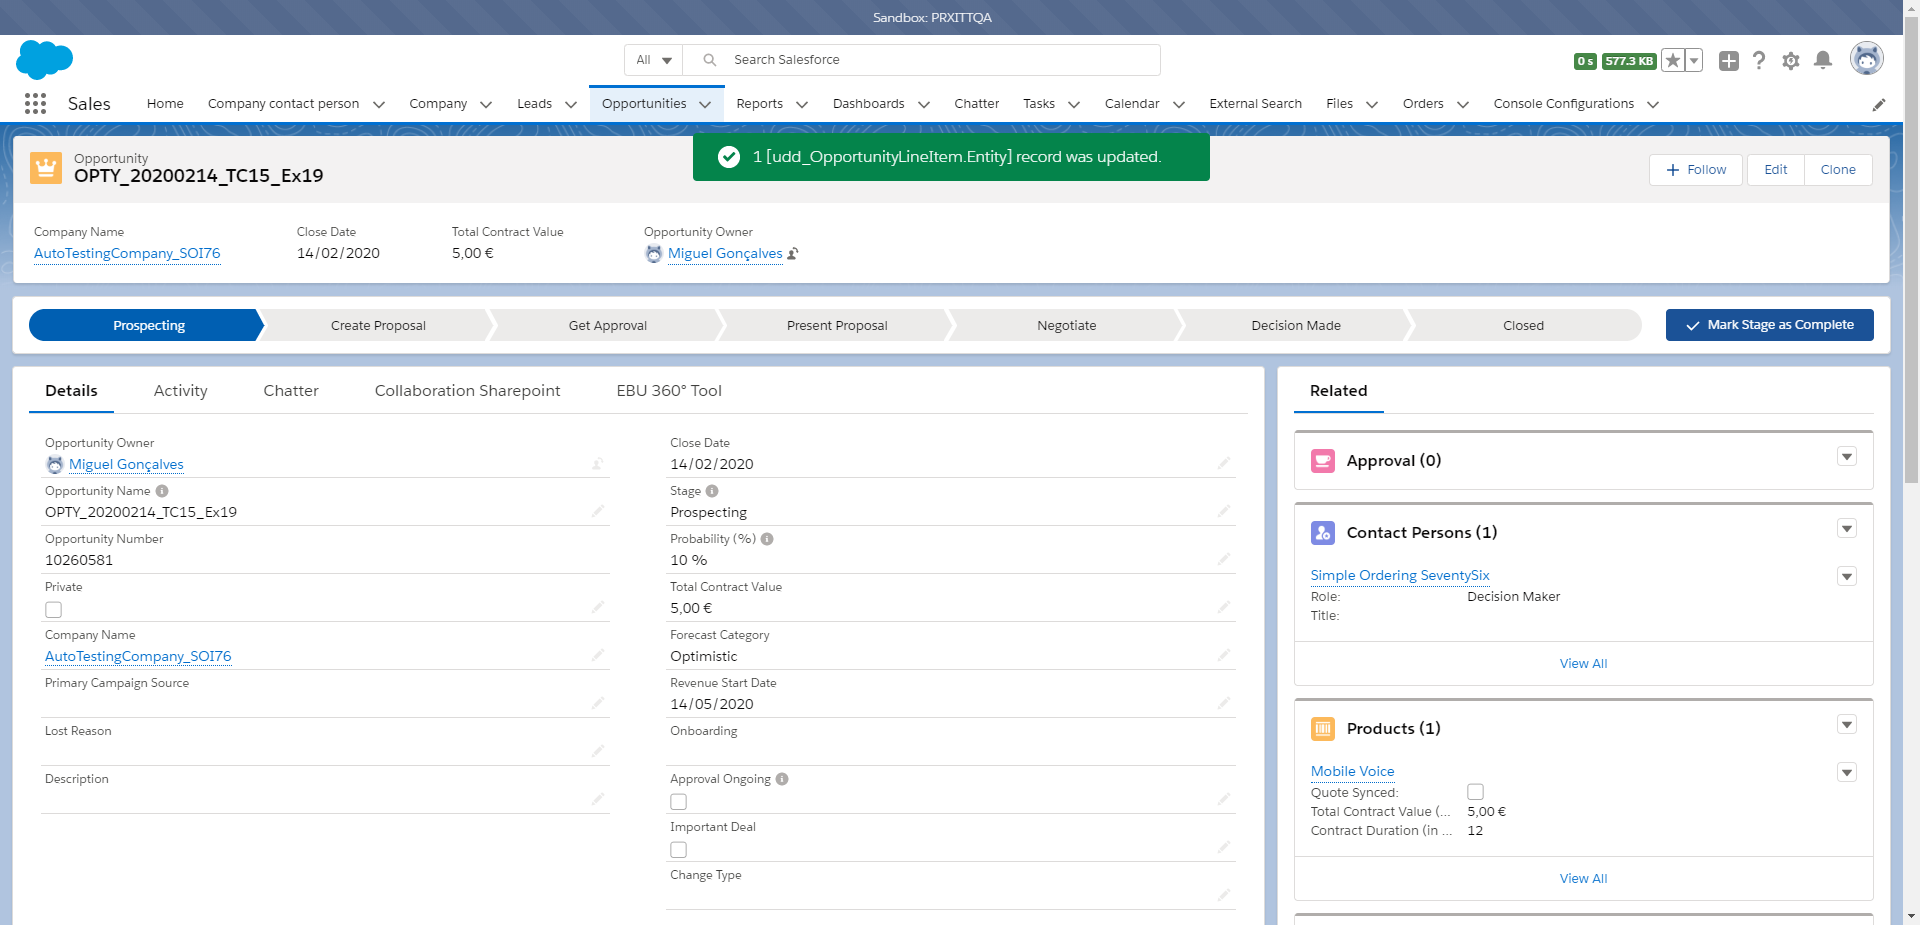 Sandbox: PRXITTQA
All
Search Salesforce
0 s
577.3 KB
Sales
Home
Company contact person
Company
Leads
Opportunities
Reports
Dashboards
Chatter
Tasks
Calendar
External Search
Files
Orders
Console Configurations
1 [udd_OpportunityLineItem.Entity] record was updated.
Opportunity
OPTY_20200214_TC15_Ex19
Follow
Edit
Clone
Company Name
AutoTestingCompany_SOI76
Close Date
14/02/2020
Total Contract Value
5,00 €
Opportunity Owner
Miguel Gonçalves
Prospecting
Create Proposal
Get Approval
Present Proposal
Negotiate
Decision Made
Closed
Mark Stage as Complete
Details
Activity
Chatter
Collaboration Sharepoint
EBU 360° Tool
Opportunity Owner
Miguel Gonçalves
Opportunity Name
OPTY_20200214_TC15_Ex19
Opportunity Number
10260581
Private
Company Name
AutoTestingCompany_SOI76
Primary Campaign Source
Lost Reason
Description
Close Date
14/02/2020
Stage
Prospecting
Probability (%)
10 %
Total Contract Value
5,00 €
Forecast Category
Optimistic
Revenue Start Date
14/05/2020
Onboarding
Approval Ongoing
Important Deal
Change Type
Related
Approval (0)
Contact Persons (1)
Simple Ordering SeventySix
Role: Decision Maker
Title:
View All
Products (1)
Mobile Voice
Quote Synced:
Total Contract Value (... 5,00 €
Contract Duration (in ... 12
View All